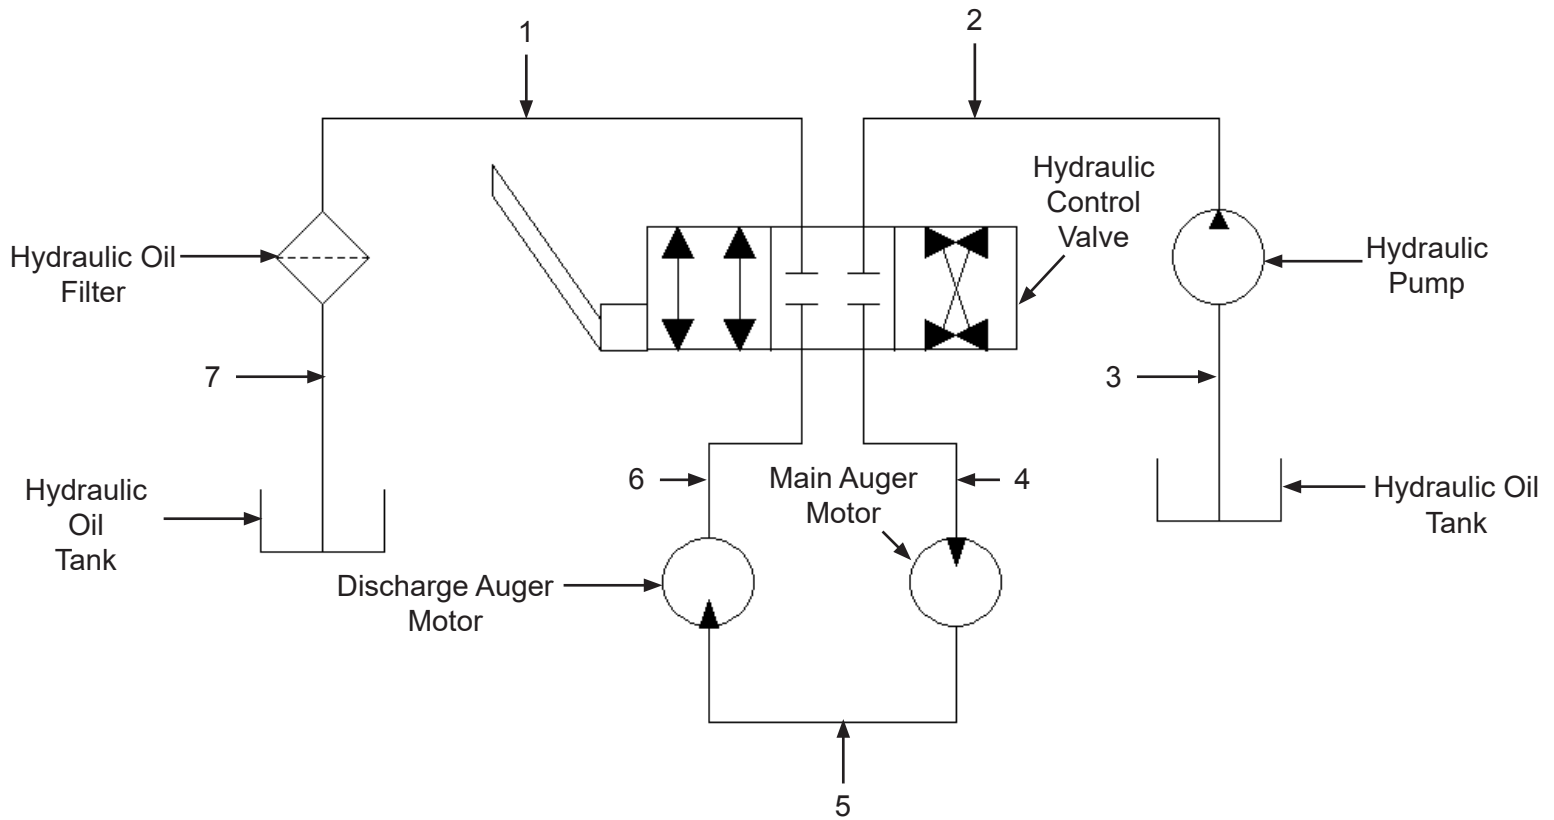 1
2
Hydraulic
Control
Valve
Hydraulic Oil
Filter
Hydraulic
Pump
7
3
Hydraulic
Oil
Tank
6
Main Auger
Motor
4
Hydraulic Oil
Tank
Discharge Auger
Motor
5